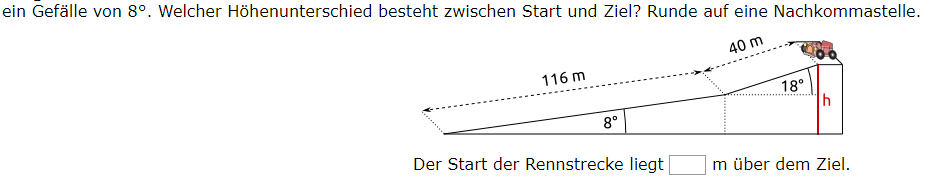 ein Gefälle von 8°. Welcher Höhenunterschied besteht zwischen Start und Ziel? Runde auf eine Nachkommastelle.
40 m
116 m
18°
h
8°
Der Start der Rennstrecke liegt m über dem Ziel.